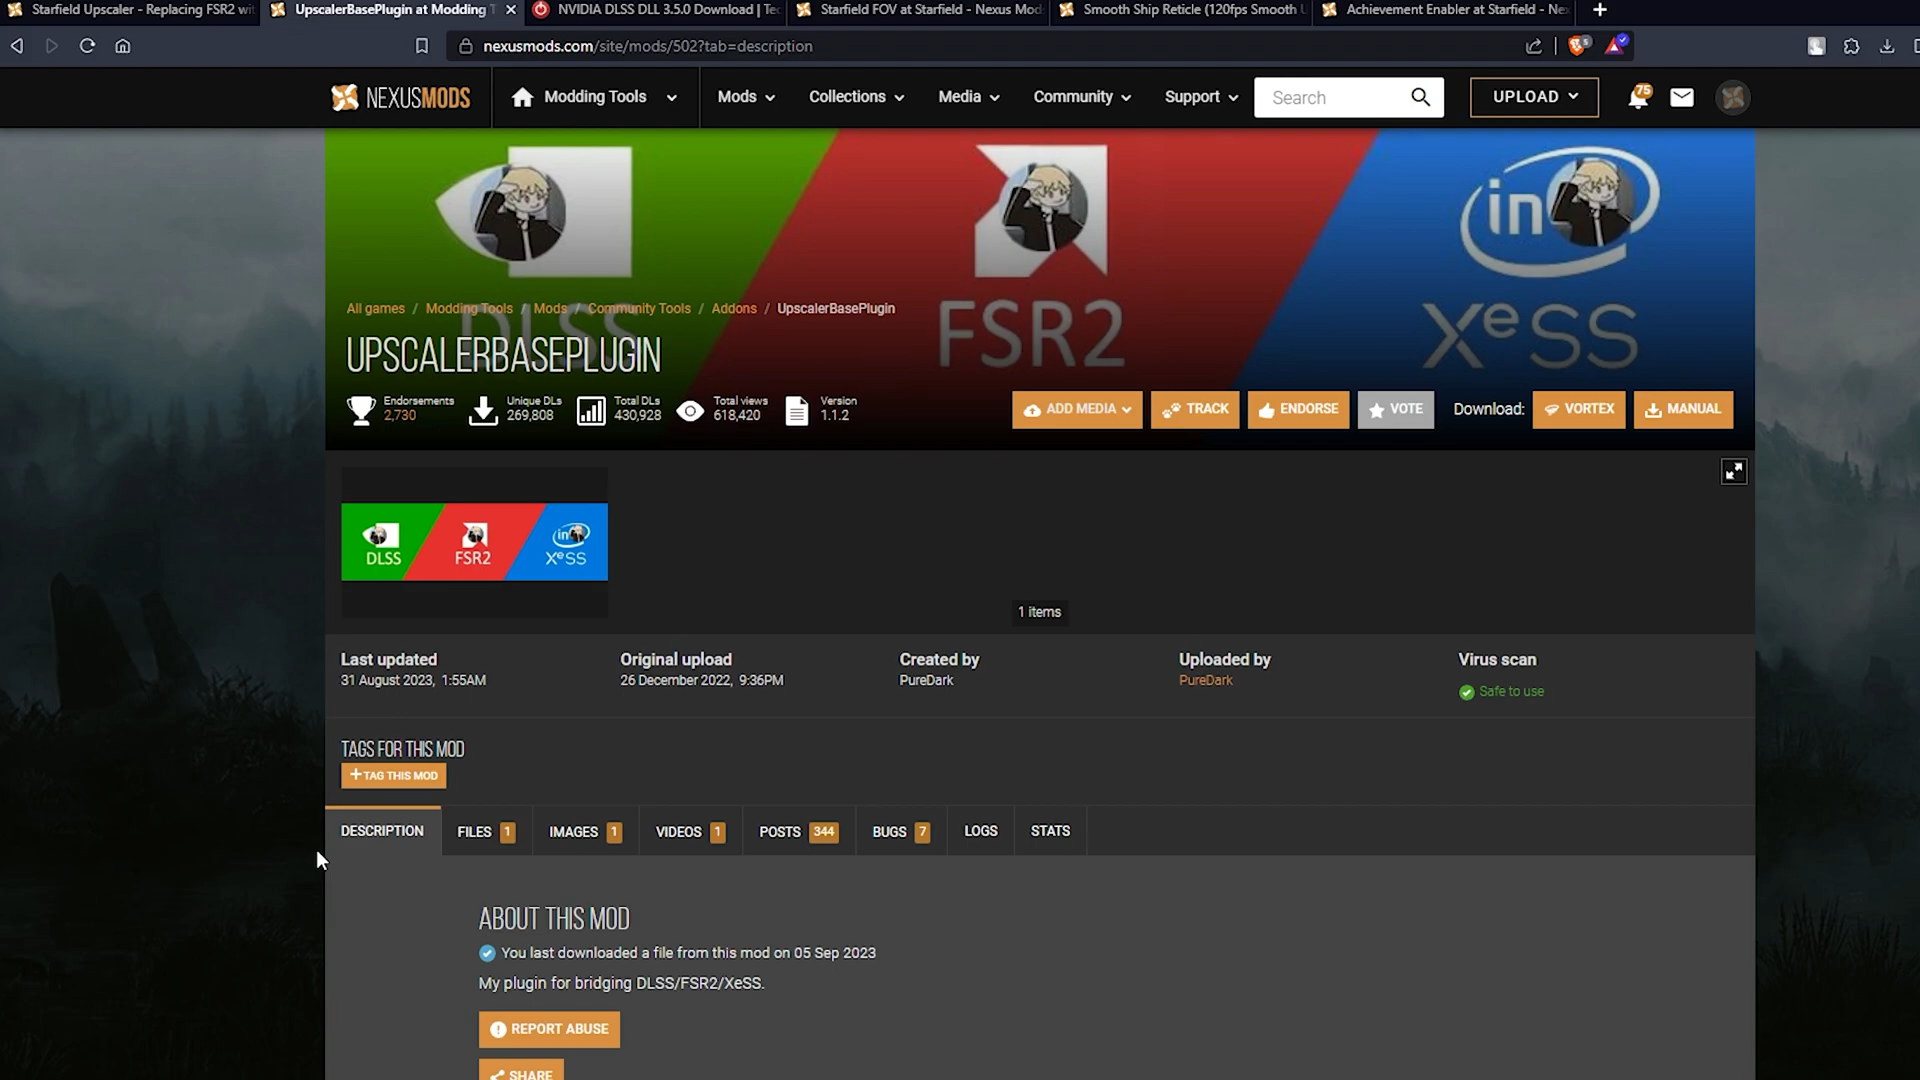 Starfield Upscaler - Replacing FSR2 wit
UpscalerBasePlugin at Modding T
NVIDIA DLSS DLL 3.5.0 Download | Tec
Starfield FOV at Starfield - Nexus Mod
Smooth Ship Reticle (120fps Smooth U
Achievement Enabler at Starfield - Nex
nexusmods.com/site/mods/502?tab=description
5
NEXUSMODS
Modding Tools
Mods
Collections
Media
Community
Support
Search
UPLOAD
75
in
DLSS
FSR2
XeSS
All games / Modding Tools / Mods / Community Tools / Addons / UpscalerBasePlugin
UPSCALERBASEPLUGIN
Endorsements
2,730
Unique DLs
269,808
Total DLs
430,928
Total views
618,420
Version
1.1.2
ADD MEDIA
TRACK
ENDORSE
VOTE
Download:
VORTEX
MANUAL
in
DLSS
FSR2
XeSS
1 items
Last updated
31 August 2023, 1:55AM
Original upload
26 December 2022, 9:36PM
Created by
PureDark
Uploaded by
PureDark
Virus scan
Safe to use
TAGS FOR THIS MOD
+TAG THIS MOD
DESCRIPTION
FILES 1
IMAGES 1
VIDEOS 1
POSTS 344
BUGS 7
LOGS
STATS
ABOUT THIS MOD
You last downloaded a file from this mod on 05 Sep 2023
My plugin for bridging DLSS/FSR2/XeSS.
REPORT ABUSE
SHARE